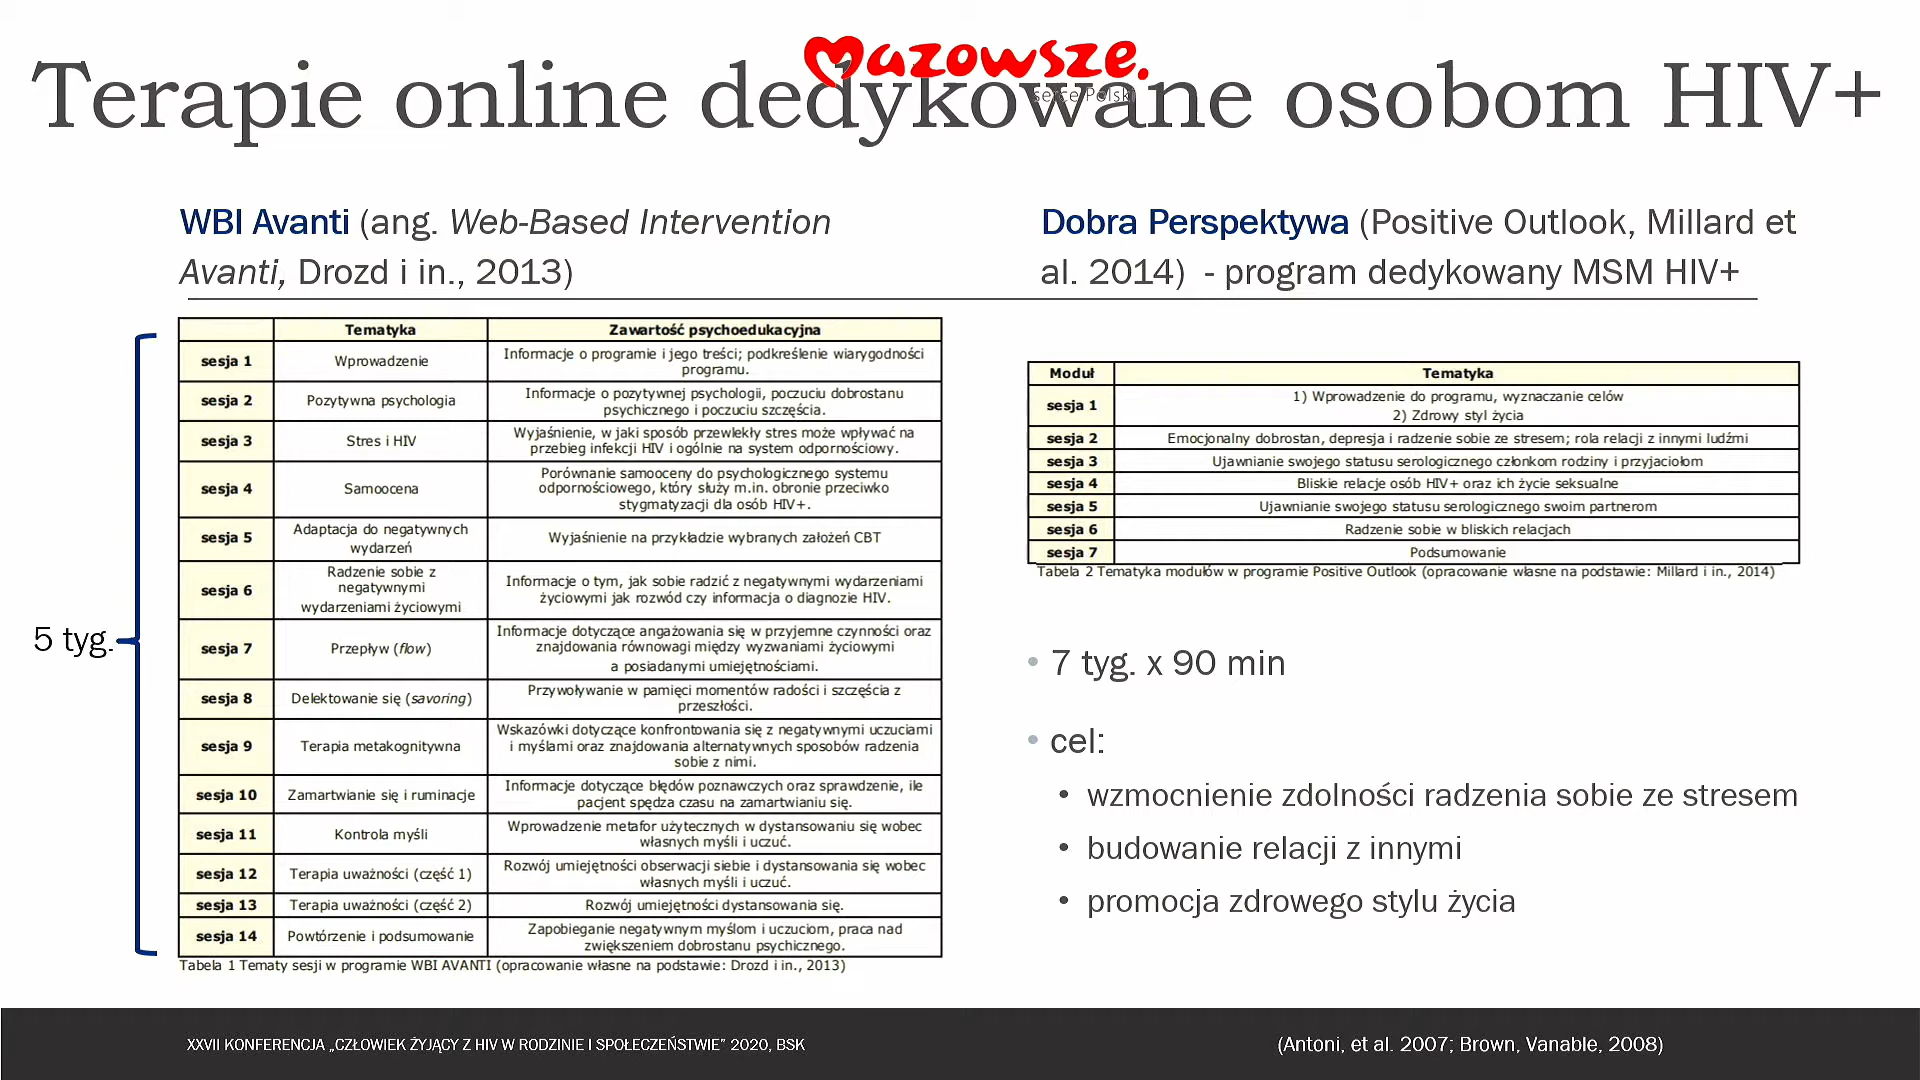 Mazowsze.
serce Polski
Terapie online dedykowane osobom HIV+
WBI Avanti (ang. Web-Based Intervention
Avanti, Drozd i in., 2013)
5 tyg.
Tematyka Zawartość psychoedukacyjna
sesja 1 Wprowadzenie Informacje o programie i jego treści; podkreślenie wiarygodności
programu.
sesja 2 Pozytywna psychologia Informacje o pozytywnej psychologii, poczuciu dobrostanu
psychicznego i poczuciu szczęścia.
sesja 3 Stres i HIV Wyjaśnienie, w jaki sposób przewlekły stres może wpływać na
przebieg infekcji HIV i ogólnie na system odpornościowy.
sesja 4 Samoocena Porównanie samooceny do psychologicznego systemu
odpornościowego, który służy m.in. obronie przeciwko
stygmatyzacji dla osób HIV+.
sesja 5 Adaptacja do negatywnych
wydarzeń Wyjaśnienie na przykładzie wybranych założeń CBT
sesja 6 Radzenie sobie z
negatywnymi
wydarzeniami życiowymi Informacje o tym, jak sobie radzić z negatywnymi wydarzeniami
życiowymi jak rozwód czy informacja o diagnozie HIV.
sesja 7 Przepływ (flow) Informacje dotyczące angażowania się w przyjemne czynności oraz
znajdowania równowagi między wyzwaniami życiowymi
a posiadanymi umiejętnościami.
sesja 8 Delektowanie się (savoring) Przywoływanie w pamięci momentów radości i szczęścia z
przeszłości.
sesja 9 Terapia metakognitywna Wskazówki dotyczące konfrontowania się z negatywnymi uczuciami
i myślami oraz znajdowania alternatywnych sposobów radzenia
sobie z nimi.
sesja 10 Zamartwianie się i ruminacje Informacje dotyczące błędów poznawczych oraz sprawdzenie, ile
pacjent spędza czasu na zamartwianiu się.
sesja 11 Kontrola myśli Wprowadzenie metafor użytecznych w dystansowaniu się wobec
własnych myśli i uczuć.
sesja 12 Terapia uważności (część 1) Rozwój umiejętności obserwacji siebie i dystansowania się wobec
własnych myśli i uczuć.
sesja 13 Terapia uważności (część 2) Rozwój umiejętności dystansowania się.
sesja 14 Powtórzenie i podsumowanie Zapobieganie negatywnym myślom i uczuciom, praca nad
zwiększeniem dobrostanu psychicznego.
Tabela 1 Tematy sesji w programie WBI AVANTI (opracowanie własne na podstawie: Drozd i in., 2013)
Dobra Perspektywa (Positive Outlook, Millard et
al. 2014) - program dedykowany MSM HIV+
Moduł Tematyka
sesja 1 1) Wprowadzenie do programu, wyznaczanie celów
2) Zdrowy styl życia
sesja 2 Emocjonalny dobrostan, depresja i radzenie sobie ze stresem; rola relacji z innymi ludźmi
sesja 3 Ujawnianie swojego statusu serologicznego członkom rodziny i przyjaciołom
sesja 4 Bliskie relacje osób HIV+ oraz ich życie seksualne
sesja 5 Ujawnianie swojego statusu serologicznego swoim partnerom
sesja 6 Radzenie sobie w bliskich relacjach
sesja 7 Podsumowanie
Tabela 2 Tematyka modułów w programie Positive Outlook (opracowanie własne na podstawie: Millard i in., 2014)
• 7 tyg. x 90 min
• cel:
• wzmocnienie zdolności radzenia sobie ze stresem
• budowanie relacji z innymi
• promocja zdrowego stylu życia
XXVII KONFERENCJA „CZŁOWIEK ŻYJĄCY Z HIV W RODZINIE I SPOŁECZEŃSTWIE” 2020, BSK
(Antoni, et al. 2007; Brown, Vanable, 2008)